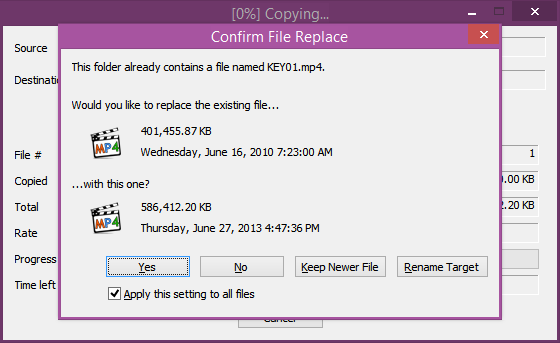 [0%] Copying...
Confirm File Replace
Source
Destinatio
This folder already contains a file named KEY01.mp4.
Would you like to replace the existing file...
MP4
401,455.87 KB
Wednesday, June 16, 2010 7:23:00 AM
...with this one?
MP4
586,412.20 KB
Thursday, June 27, 2013 4:47:36 PM
File #
1
Copied
0.00 KB
Total
2.20 KB
Rate
Progress
Time left
Yes
No
Keep Newer File
Rename Target
Apply this setting to all files
Cancel